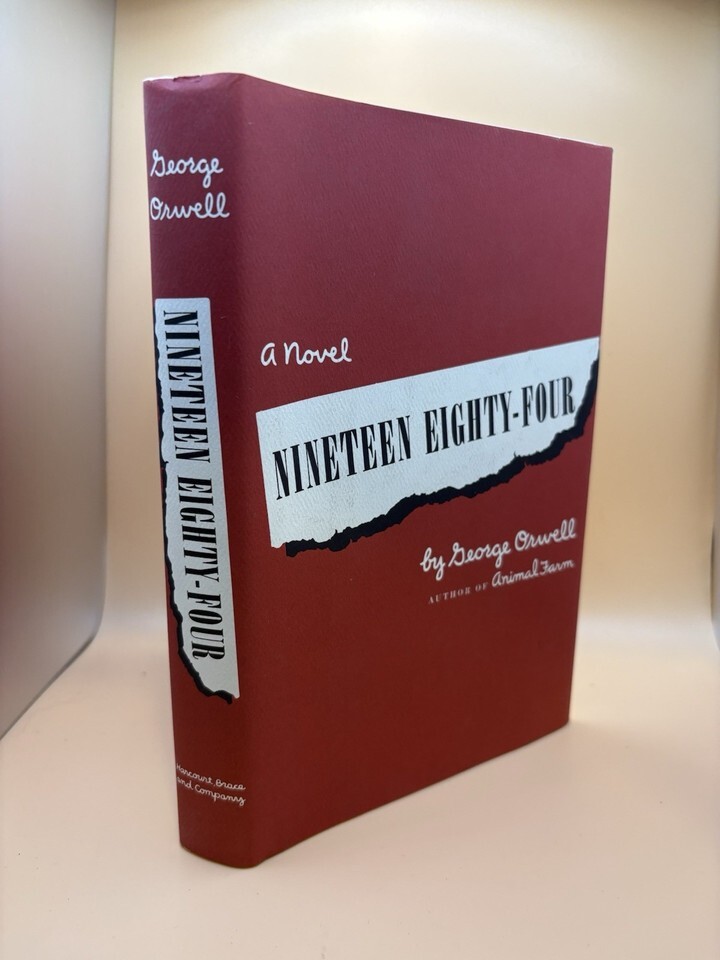 George
Orwell
NINETEEN EIGHTY-FOUR
Harcourt, Brace
and Company
A Novel
NINETEEN EIGHTY-FOUR
by George Orwell
AUTHOR OF Animal Farm